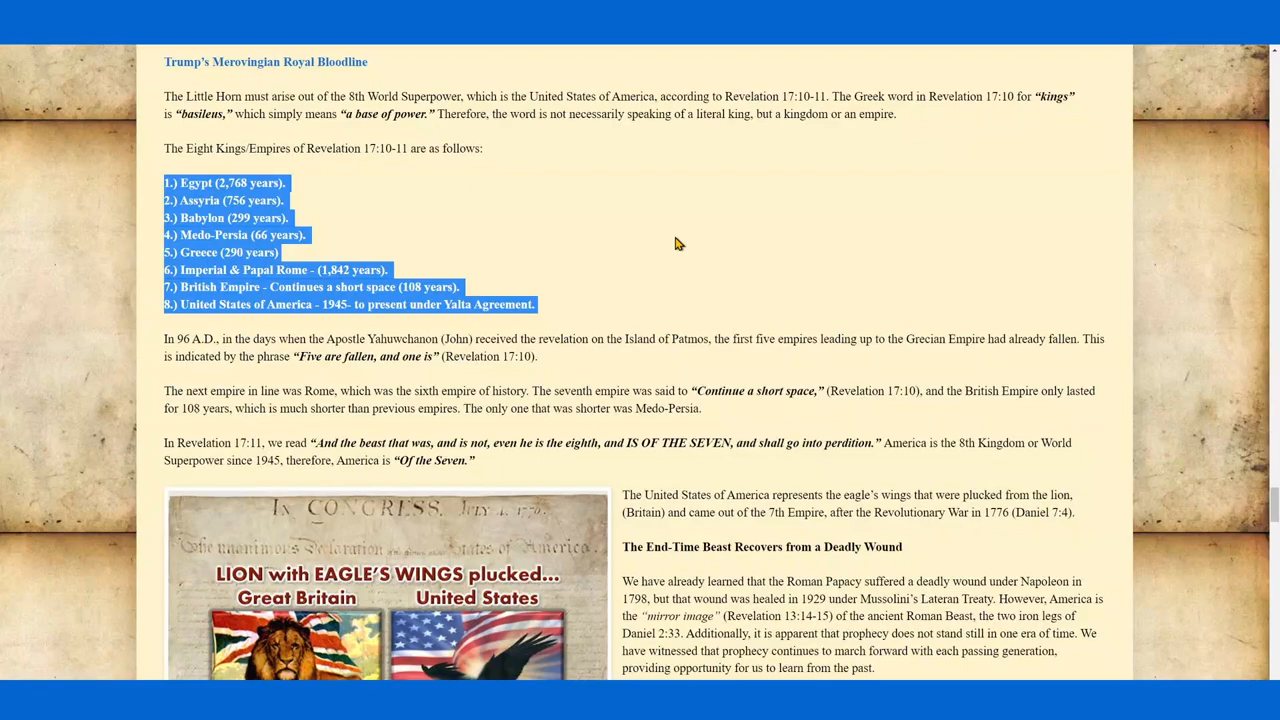 Trump's Merovingian Royal Bloodline
The Little Horn must arise out of the 8th World Superpower, which is the United States of America, according to Revelation 17:10-11. The Greek word in Revelation 17:10 for “kings”
is “basileus,” which simply means “a base of power.” Therefore, the word is not necessarily speaking of a literal king, but a kingdom or an empire.
The Eight Kings/Empires of Revelation 17:10-11 are as follows:
1.) Egypt (2,768 years).
2.) Assyria (756 years).
3.) Babylon (299 years).
4.) Medo-Persia (66 years).
5.) Greece (290 years)
6.) Imperial & Papal Rome - (1,842 years).
7.) British Empire - Continues a short space (108 years).
8.) United States of America - 1945- to present under Yalta Agreement.
In 96 A.D., in the days when the Apostle Yahuwchanon (John) received the revelation on the Island of Patmos, the first five empires leading up to the Grecian Empire had already fallen. This
is indicated by the phrase “Five are fallen, and one is” (Revelation 17:10).
The next empire in line was Rome, which was the sixth empire of history. The seventh empire was said to “Continue a short space,” (Revelation 17:10), and the British Empire only lasted
for 108 years, which is much shorter than previous empires. The only one that was shorter was Medo-Persia.
In Revelation 17:11, we read “And the beast that was, and is not, even he is the eighth, and IS OF THE SEVEN, and shall go into perdition.” America is the 8th Kingdom or World
Superpower since 1945, therefore, America is “Of the Seven.”
IN CONGRESS, JULY 4, 1776.
The unanimous Declaration of the thirteen united States of America.
LION with EAGLE'S WINGS plucked...
Great Britain United States
The United States of America represents the eagle's wings that were plucked from the lion,
(Britain) and came out of the 7th Empire, after the Revolutionary War in 1776 (Daniel 7:4).
The End-Time Beast Recovers from a Deadly Wound
We have already learned that the Roman Papacy suffered a deadly wound under Napoleon in
1798, but that wound was healed in 1929 under Mussolini's Lateran Treaty. However, America is
the “mirror image” (Revelation 13:14-15) of the ancient Roman Beast, the two iron legs of
Daniel 2:33. Additionally, it is apparent that prophecy does not stand still in one era of time. We
have witnessed that prophecy continues to march forward with each passing generation,
providing opportunity for us to learn from the past.